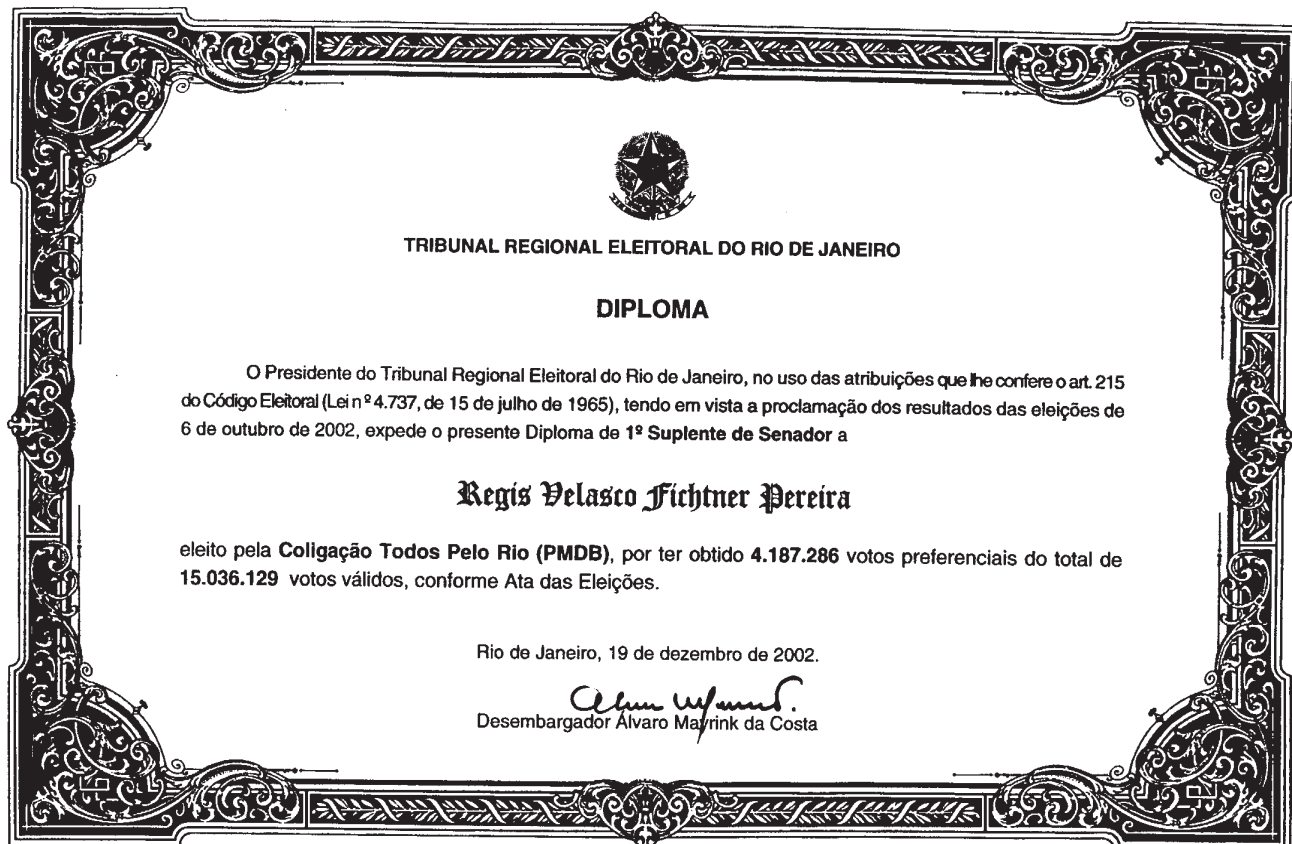 TRIBUNAL REGIONAL ELEITORAL DO RIO DE JANEIRO
DIPLOMA
O Presidente do Tribunal Regional Eleitoral do Rio de Janeiro, no uso das atribuições que lhe confere o art. 215
do Código Eleitoral (Lei nº 4.737, de 15 de julho de 1965), tendo em vista a proclamação dos resultados das eleições de
6 de outubro de 2002, expede o presente Diploma de 1º Suplente de Senador a
Regis Velasco Fichtner Pereira
eleito pela Coligação Todos Pelo Rio (PMDB), por ter obtido 4.187.286 votos preferenciais do total de
15.036.129 votos válidos, conforme Ata das Eleições.
Rio de Janeiro, 19 de dezembro de 2002.
Desembargador Álvaro Mayrink da Costa